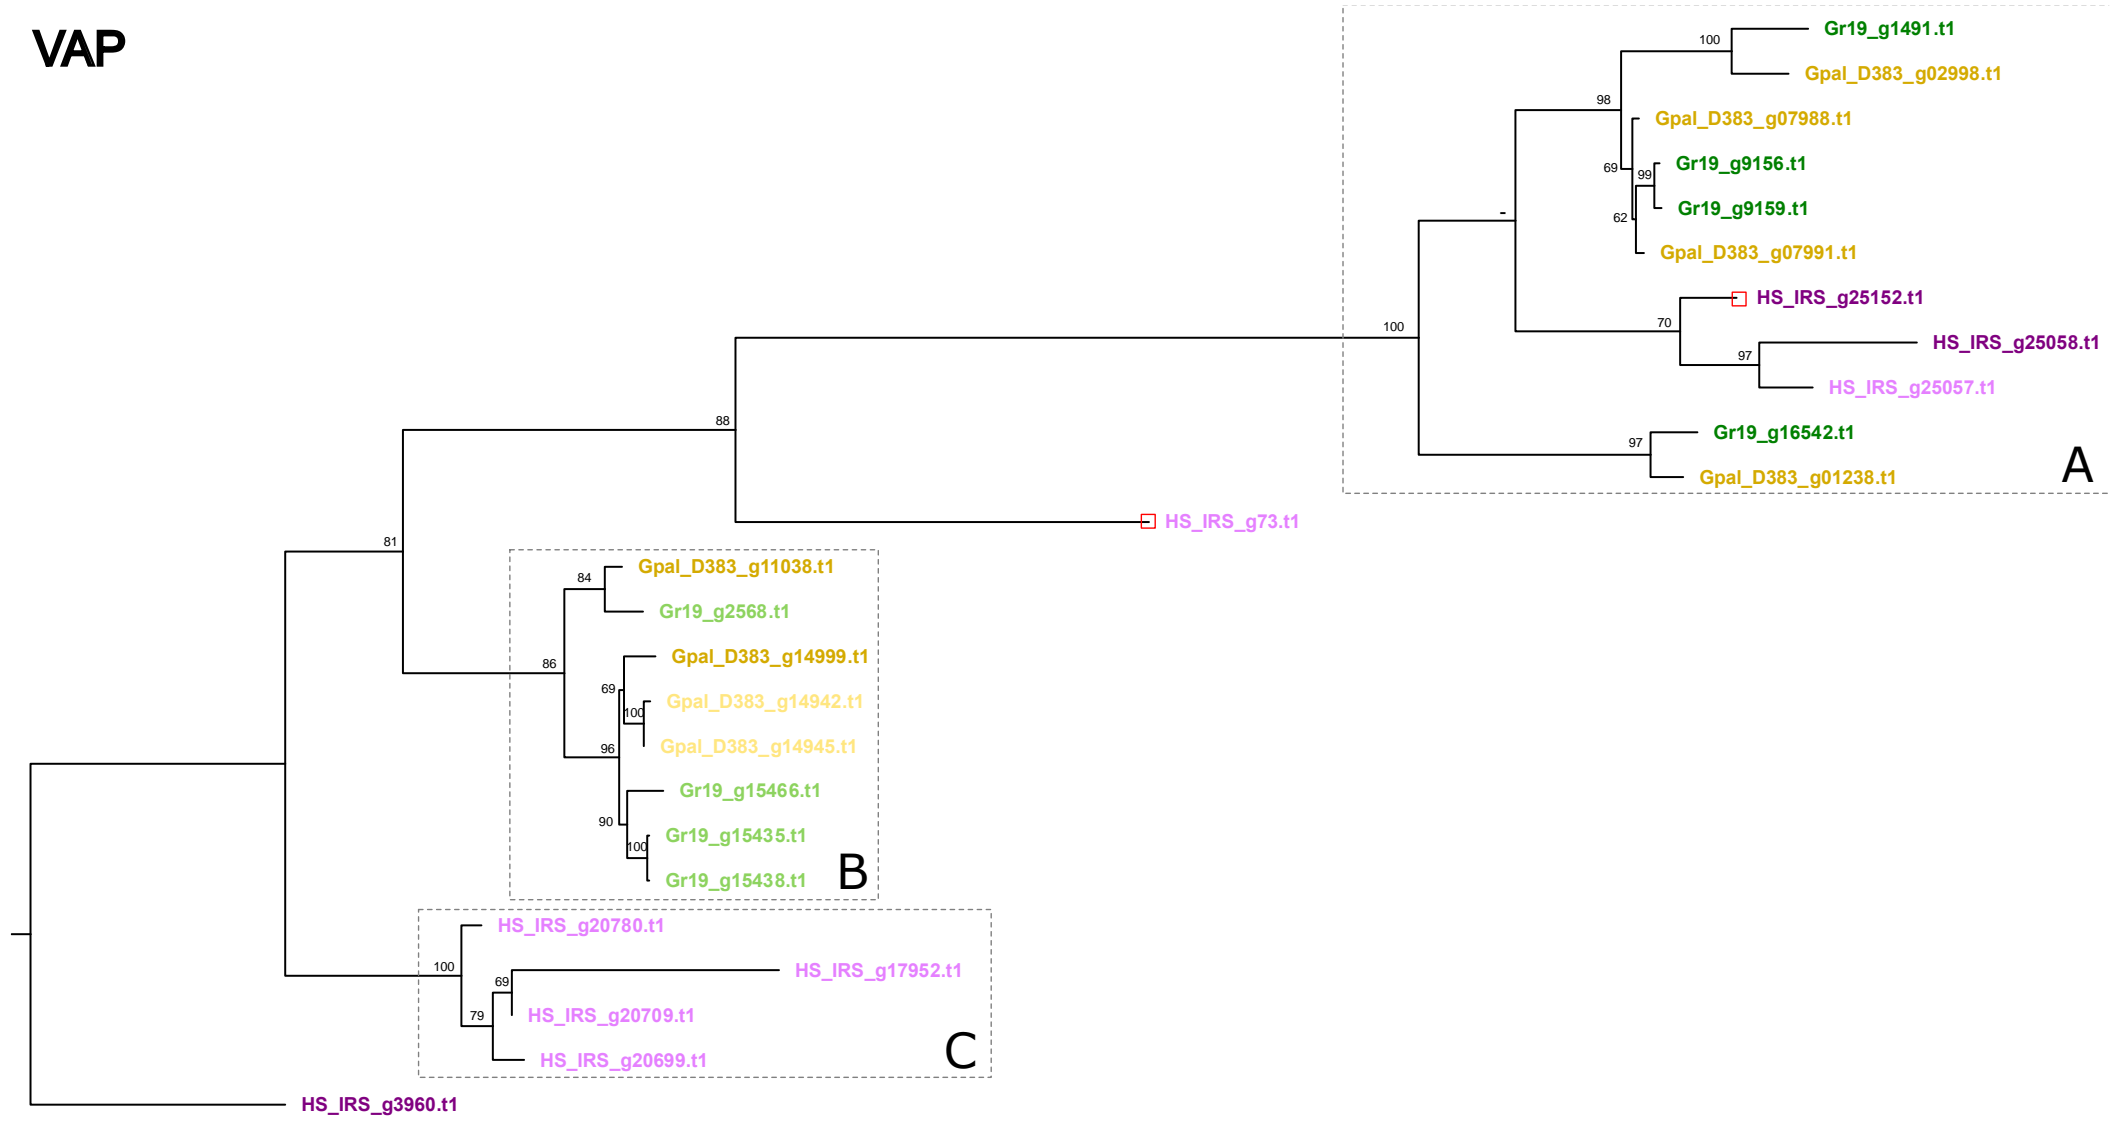 VAP
Gr19_g1491.t1
100
Gpal_D383_g02998.t1
98
Gpal_D383_g07988.t1
Gr19_g9156.t1
69
99
Gr19_g9159.t1
-
62
Gpal_D383_g07991.t1
HS_IRS_g25152.t1
70
100
HS_IRS_g25058.t1
97
HS_IRS_g25057.t1
88
Gr19_g16542.t1
97
A
Gpal_D383_g01238.t1
HS_IRS_g73.t1
81
Gpal_D383_g11038.t1
84
Gr19_g2568.t1
Gpal_D383_g14999.t1
86
69
Gpal_D383_g14942.t1
100
Gpal_D383_g14945.t1
96
Gr19_g15466.t1
90
Gr19_g15435.t1
100
B
Gr19_g15438.t1
HS_IRS_g20780.t1
100
HS_IRS_g17952.t1
69
79
HS_IRS_g20709.t1
C
HS_IRS_g20699.t1
HS_IRS_g3960.t1